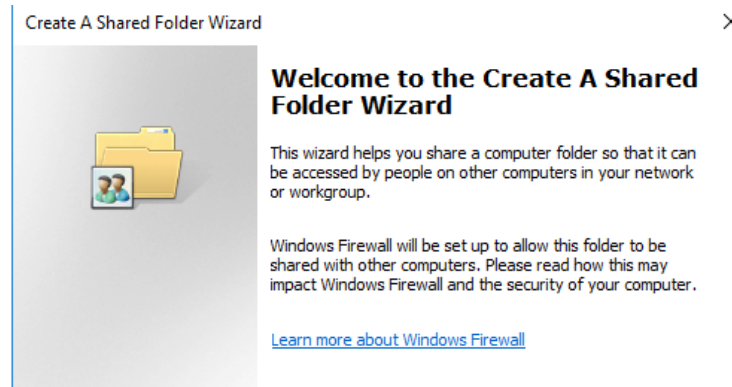 Create A Shared Folder Wizard
Welcome to the Create A Shared
Folder Wizard
This wizard helps you share a computer folder so that it can
be accessed by people on other computers in your network
or workgroup.
Windows Firewall will be set up to allow this folder to be
shared with other computers. Please read how this may
impact Windows Firewall and the security of your computer.
Learn more about Windows Firewall